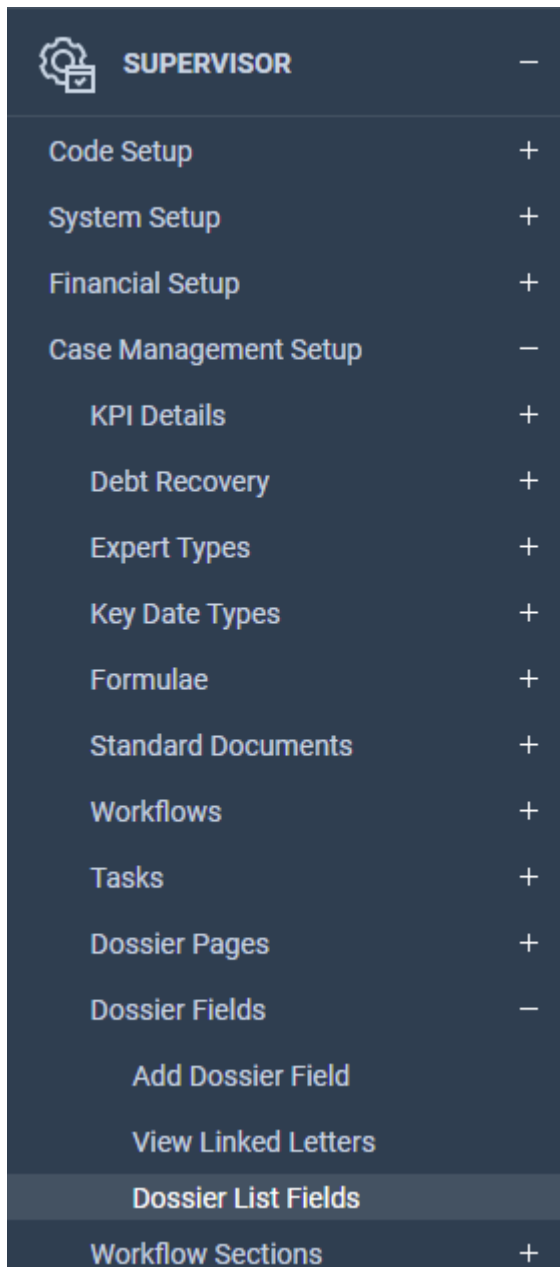 SUPERVISOR −
Code Setup +
System Setup +
Financial Setup +
Case Management Setup −
KPI Details +
Debt Recovery +
Expert Types +
Key Date Types +
Formulae +
Standard Documents +
Workflows +
Tasks +
Dossier Pages +
Dossier Fields −
Add Dossier Field
View Linked Letters
Dossier List Fields
Workflow Sections +